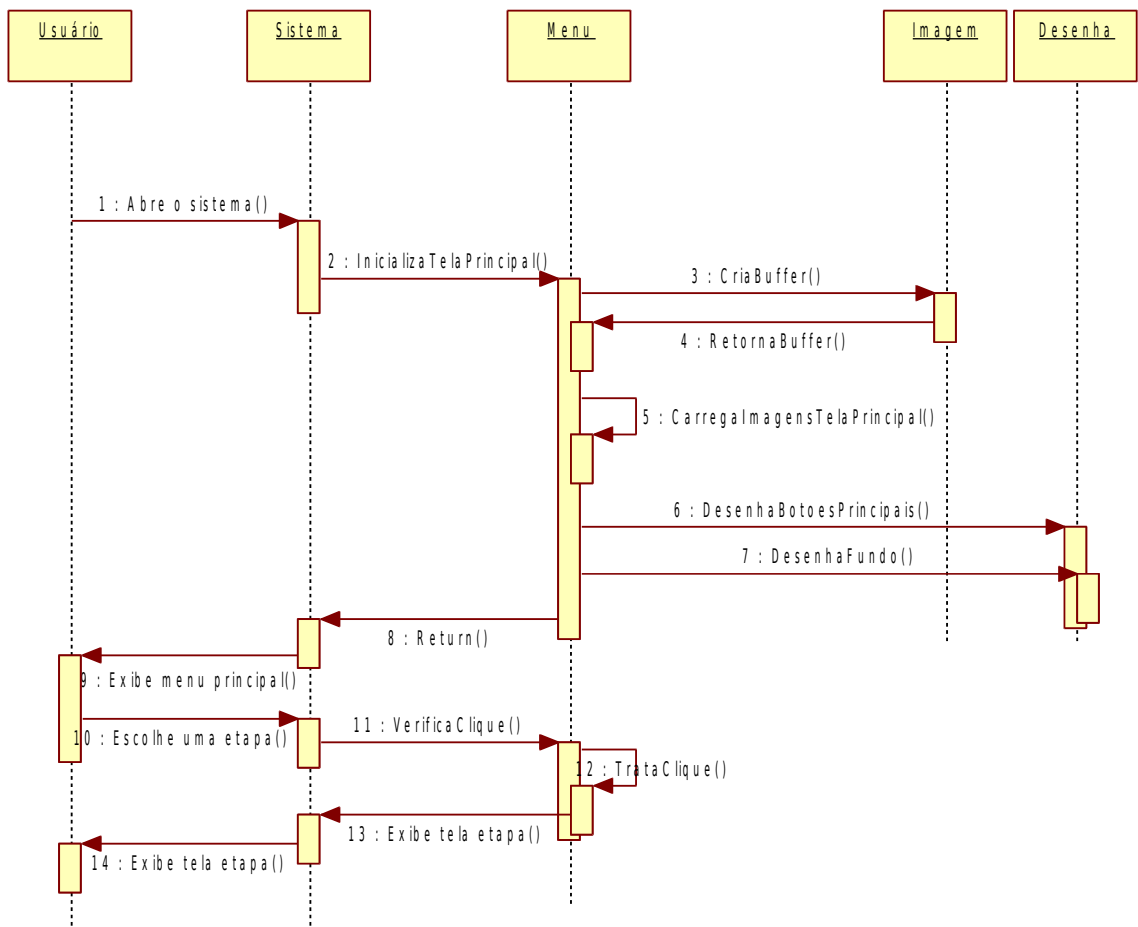 Usuário
Sistema
Menu
Imagem
Desenha
1 : Abre o sistema()
2 : InicializaTelaPrincipal()
3 : CriaBuffer()
4 : RetornaBuffer()
5 : CarregaImagensTelaPrincipal()
6 : DesenhaBotoesPrincipais()
7 : DesenhaFundo()
8 : Return()
9 : Exibe menu principal()
10 : Escolhe uma etapa()
11 : VerificaClique()
12 : TrataClique()
13 : Exibe tela etapa()
14 : Exibe tela etapa()